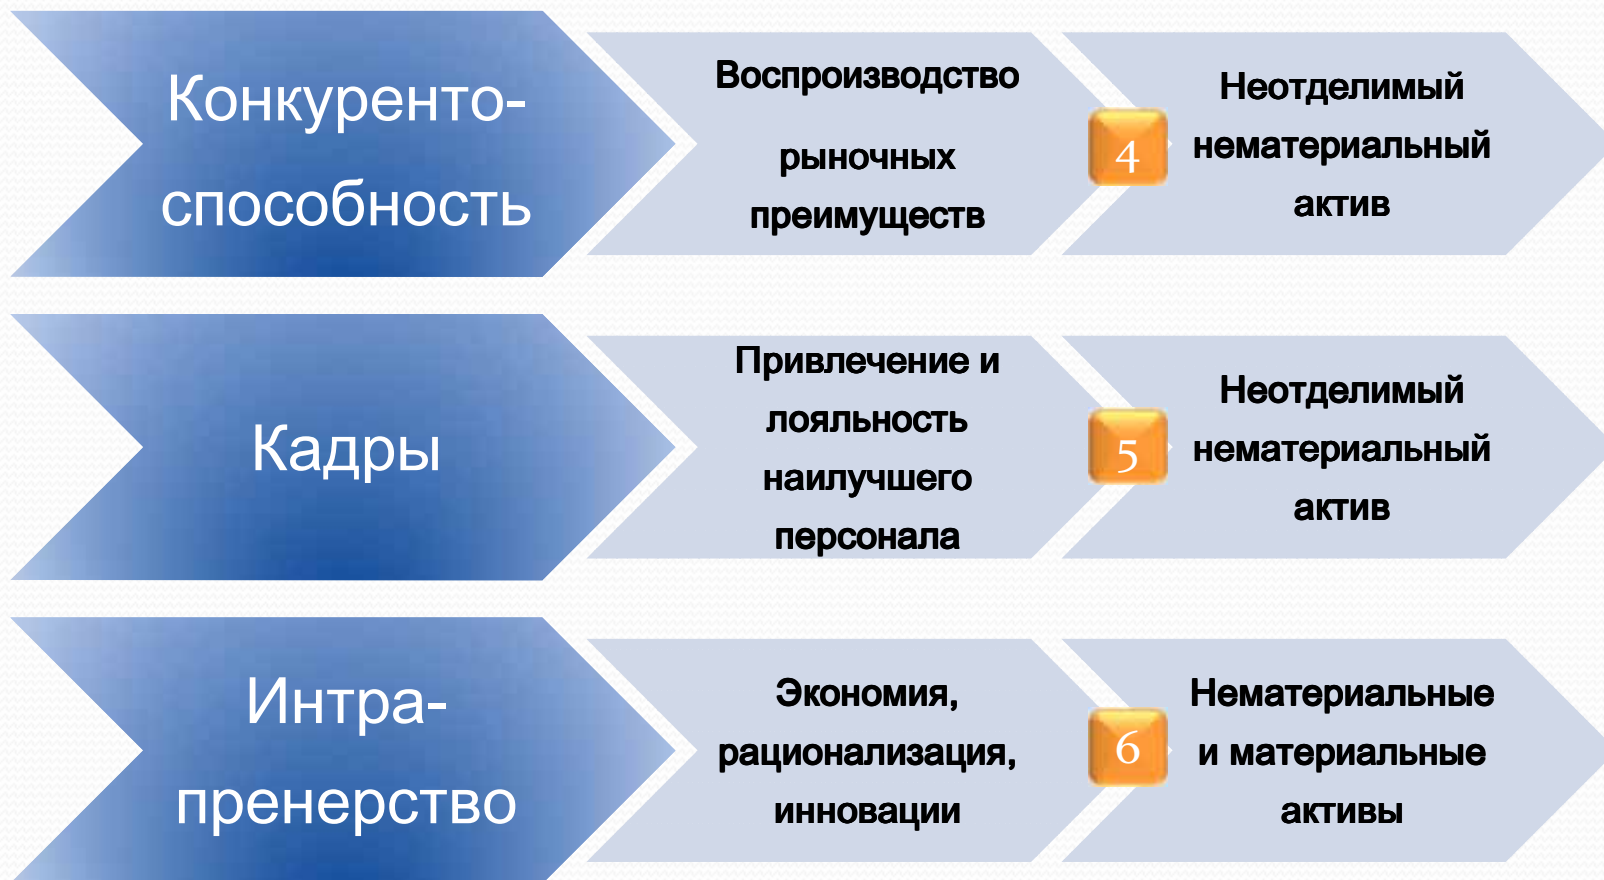 Конкуренто-
способность
Воспроизводство
рыночных
преимуществ
4
Неотделимый
нематериальный
актив
Кадры
Привлечение и
лояльность
наилучшего
персонала
5
Неотделимый
нематериальный
актив
Интра-
пренерство
Экономия,
рационализация,
инновации
6
Нематериальные
и материальные
активы